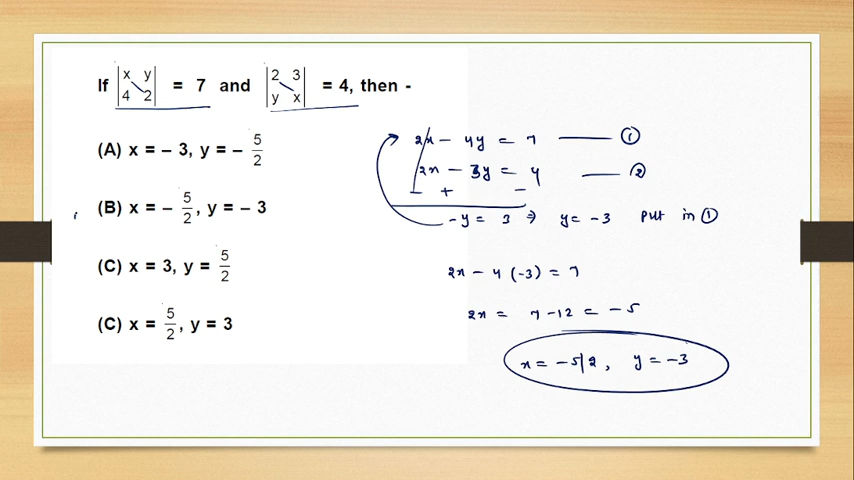 If |x y| = 7 and |2 3| = 4, then -
|4 2| |y x|
(A) x = – 3, y = – 5/2
(B) x = – 5/2, y = – 3
(C) x = 3, y = 5/2
(C) x = 5/2, y = 3
2x – 4y = 7 —— ①
2x – 3y = 4 —— ②
– + –
-y = 3 ⇒ y = -3 put in ①
2x – 4 (-3) = 7
2x = 7 - 12 = -5
x = -5/2, y = -3